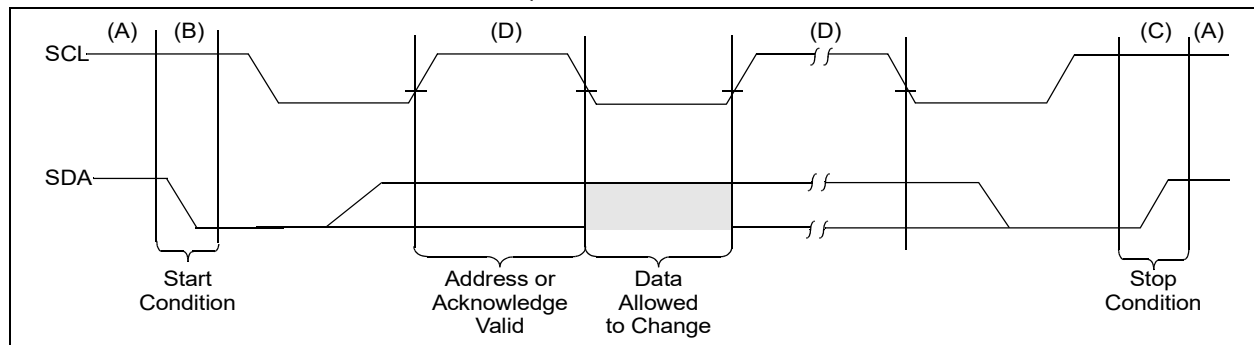 (A) (B) (D) (D) (C) (A)
SCL
SDA
Start
Condition
Address or
Acknowledge
Valid
Data
Allowed
to Change
Stop
Condition